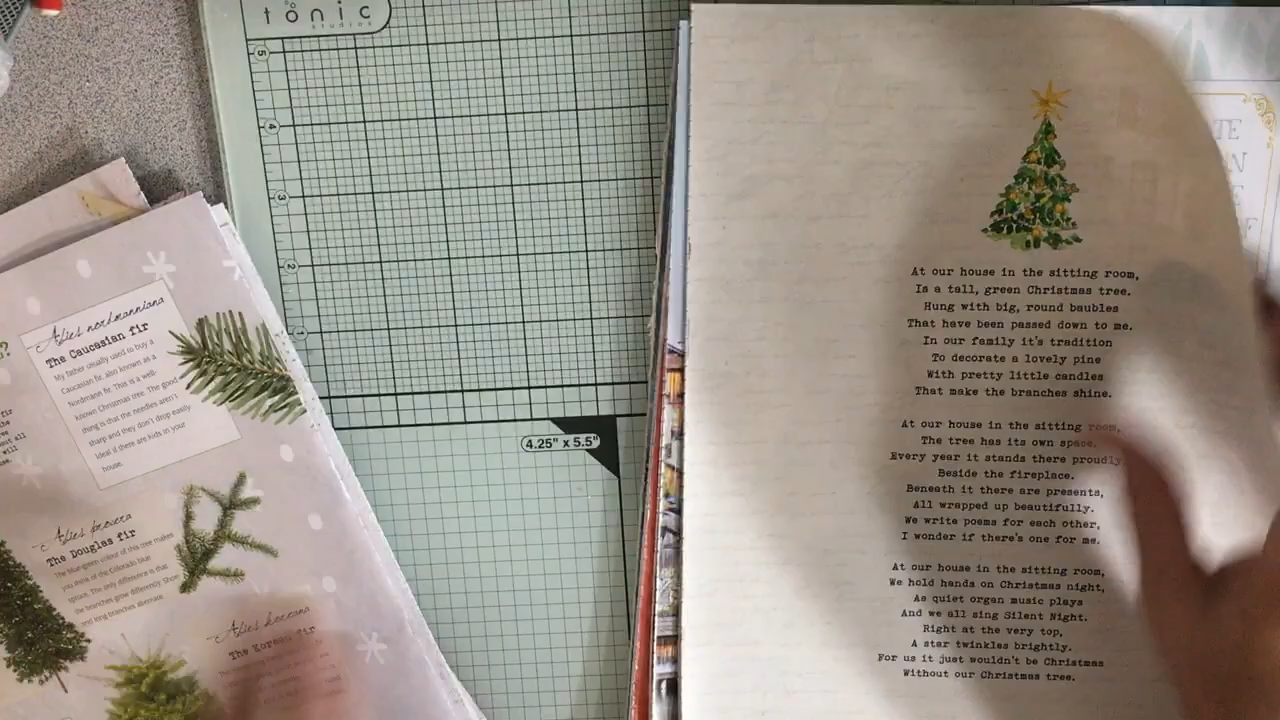 tonic
studios
5
4
3
2
1
4.25" x 5.5"
Abies nordmanniana
The Caucasian fir
My father usually used to buy a
Caucasian fir, also known as a
Nordmann fir. This is a well-
known Christmas tree. The good
thing is that the needles aren't
sharp and they don't drop easily.
Ideal if there are kids in your
house.
Abies procera
The Douglas fir
The blue-green colour of this tree makes
you think of the Colorado blue
spruce. The only difference is that
the branches grow differently. Short
and long branches alternate.
Abies koreana
The Korean fir
At our house in the sitting room,
Is a tall, green Christmas tree.
Hung with big, round baubles
That have been passed down to me.
In our family it's tradition
To decorate a lovely pine
With pretty little candles
That make the branches shine.
At our house in the sitting room,
The tree has its own space.
Every year it stands there proudly
Beside the fireplace.
Beneath it there are presents,
All wrapped up beautifully.
We write poems for each other,
I wonder if there's one for me.
At our house in the sitting room,
We hold hands on Christmas night,
As quiet organ music plays
And we all sing Silent Night.
Right at the very top,
A star twinkles brightly.
For us it just wouldn't be Christmas
Without our Christmas tree.